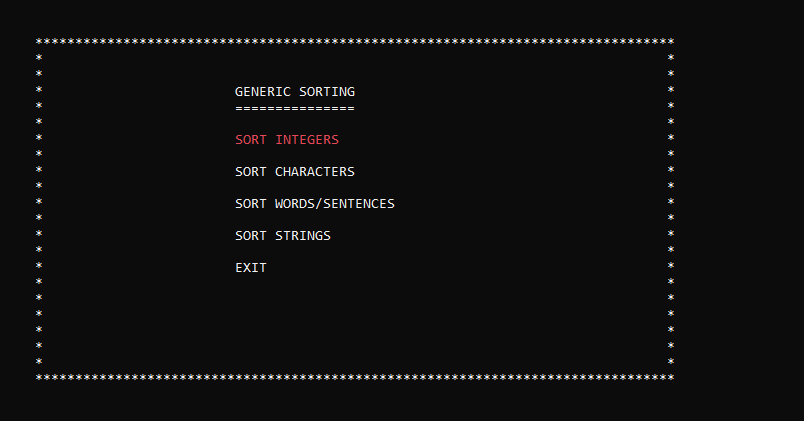 GENERIC SORTING
===============
SORT INTEGERS
SORT CHARACTERS
SORT WORDS/SENTENCES
SORT STRINGS
EXIT